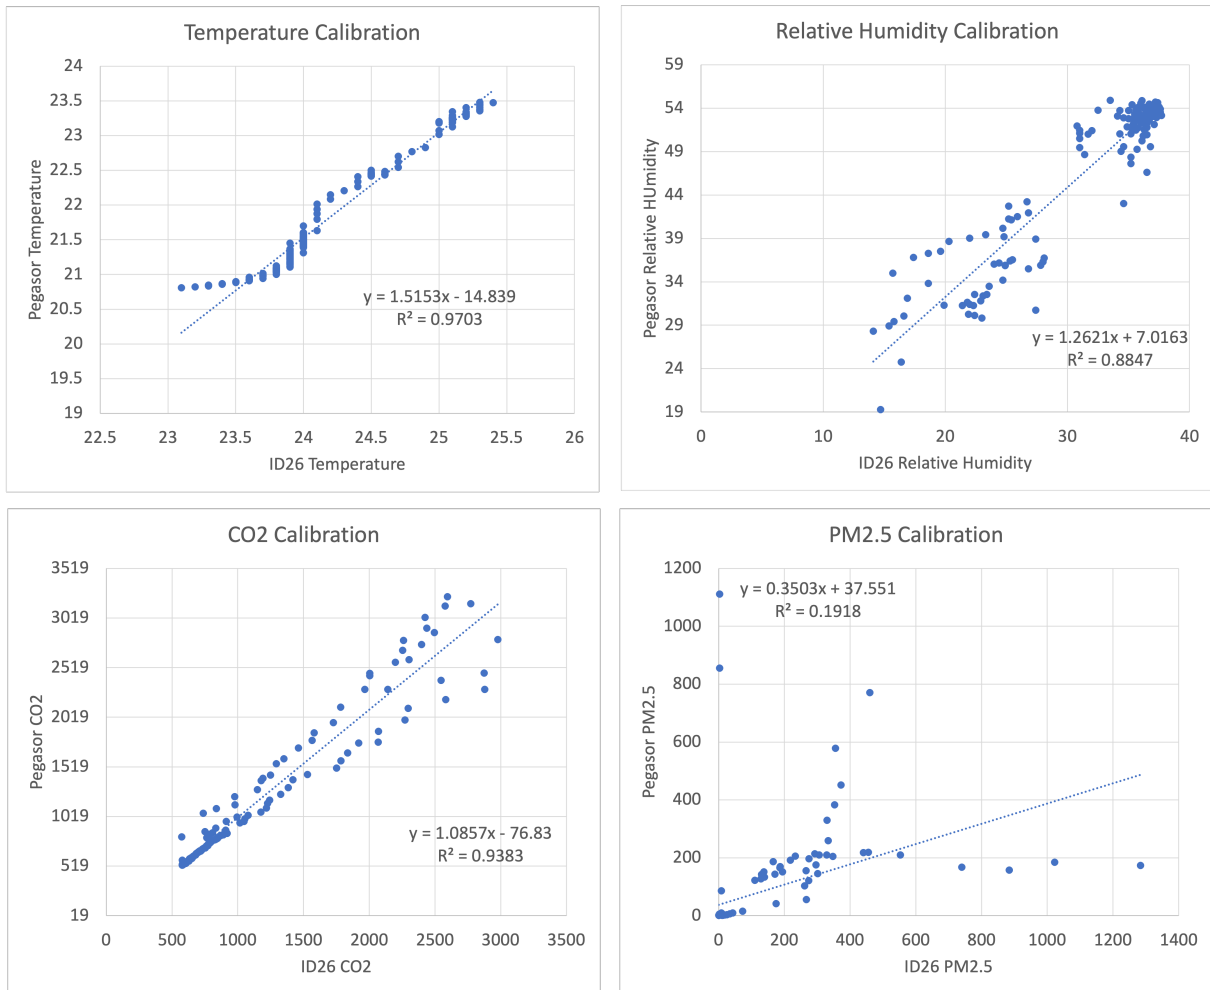 Temperature Calibration
24
23.5
23
22.5
22
21.5
21
20.5
20
19.5
19
22.5 23 23.5 24 24.5 25 25.5 26
Pegasor Temperature
ID26 Temperature
y = 1.5153x - 14.839
R² = 0.9703
Relative Humidity Calibration
59
54
49
44
39
34
29
24
19
0 10 20 30 40
Pegasor Relative HUmidity
ID26 Relative Humidity
y = 1.2621x + 7.0163
R² = 0.8847
CO2 Calibration
3519
3019
2519
2019
1519
1019
519
19
0 500 1000 1500 2000 2500 3000 3500
Pegasor CO2
ID26 CO2
y = 1.0857x - 76.83
R² = 0.9383
PM2.5 Calibration
1200
1000
800
600
400
200
0
0 200 400 600 800 1000 1200 1400
Pegasor PM2.5
ID26 PM2.5
y = 0.3503x + 37.551
R² = 0.1918